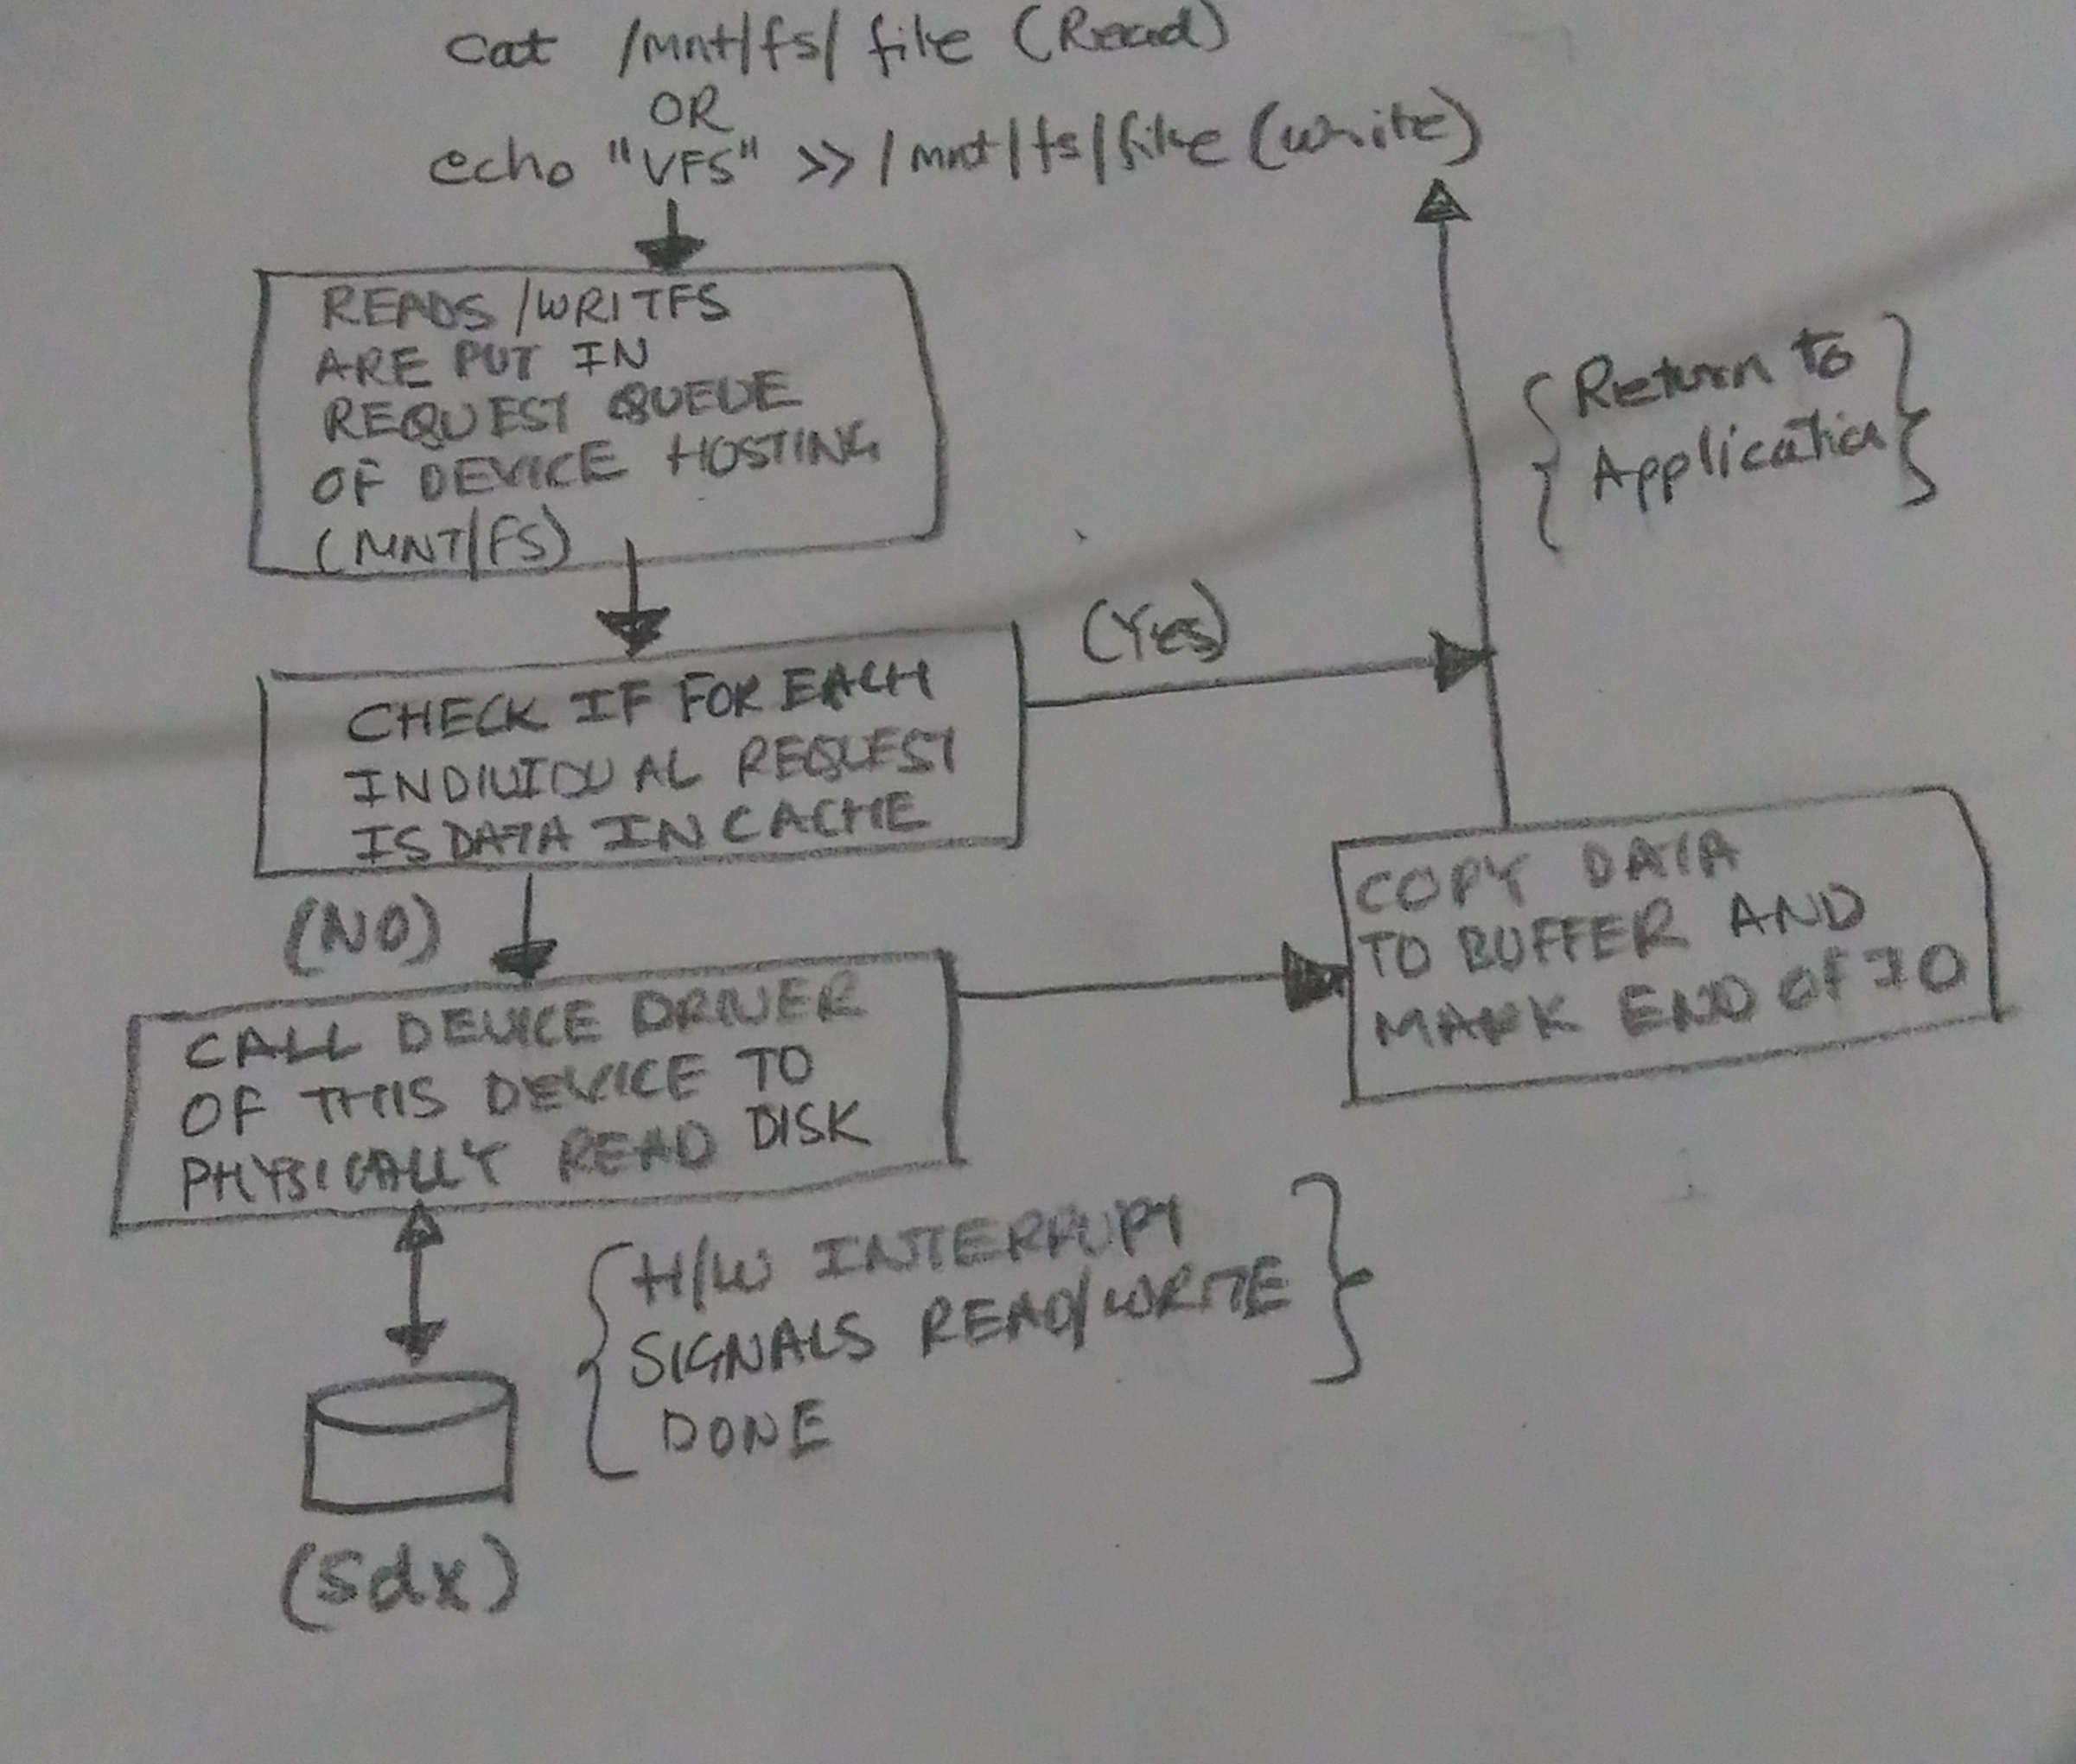 cat /mnt/fs/ file (Read)
OR
echo "VFS" >> /mnt/fs/file (write)
READS/WRITFS
ARE PUT IN
REQUEST QUEUE
OF DEVICE HOSTING
(MNT/FS)
{Return to
Application}
(Yes)
CHECK IF FOR EACH
INDIVIDUAL REQUEST
IS DATA IN CACHE
(NO)
COPY DATA
TO BUFFER AND
MARK END OF IO
CALL DEVICE DRIVER
OF THIS DEVICE TO
PHYSICALLY READ DISK
{H/W INTERRUPT
SIGNALS READ/WRITE
DONE}
(sdx)